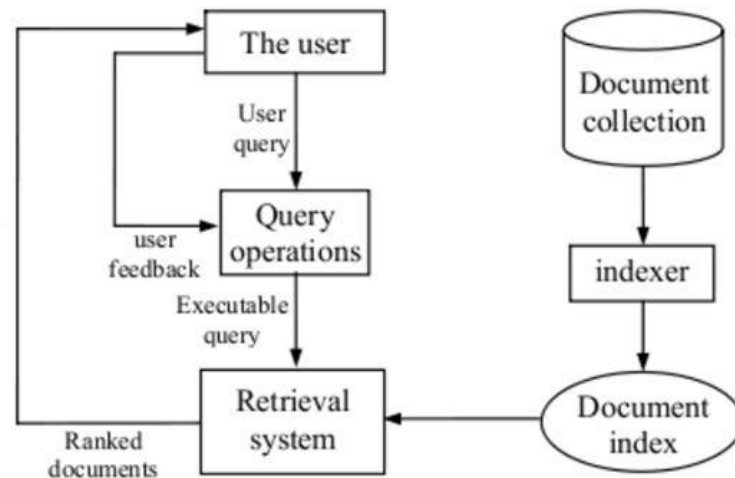 The user
User
query
Query
operations
user
feedback
Executable
query
Retrieval
system
Ranked
documents
Document
collection
indexer
Document
index